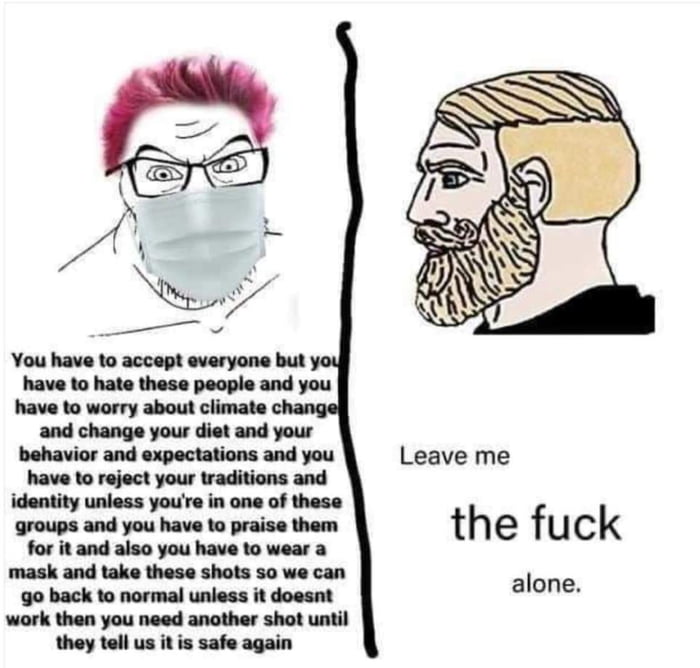 You have to accept everyone but you
have to hate these people and you
have to worry about climate change
and change your diet and your
behavior and expectations and you
have to reject your traditions and
identity unless you're in one of these
groups and you have to praise them
for it and also you have to wear a
mask and take these shots so we can
go back to normal unless it doesnt
work then you need another shot until
they tell us it is safe again
Leave me
the fuck
alone.